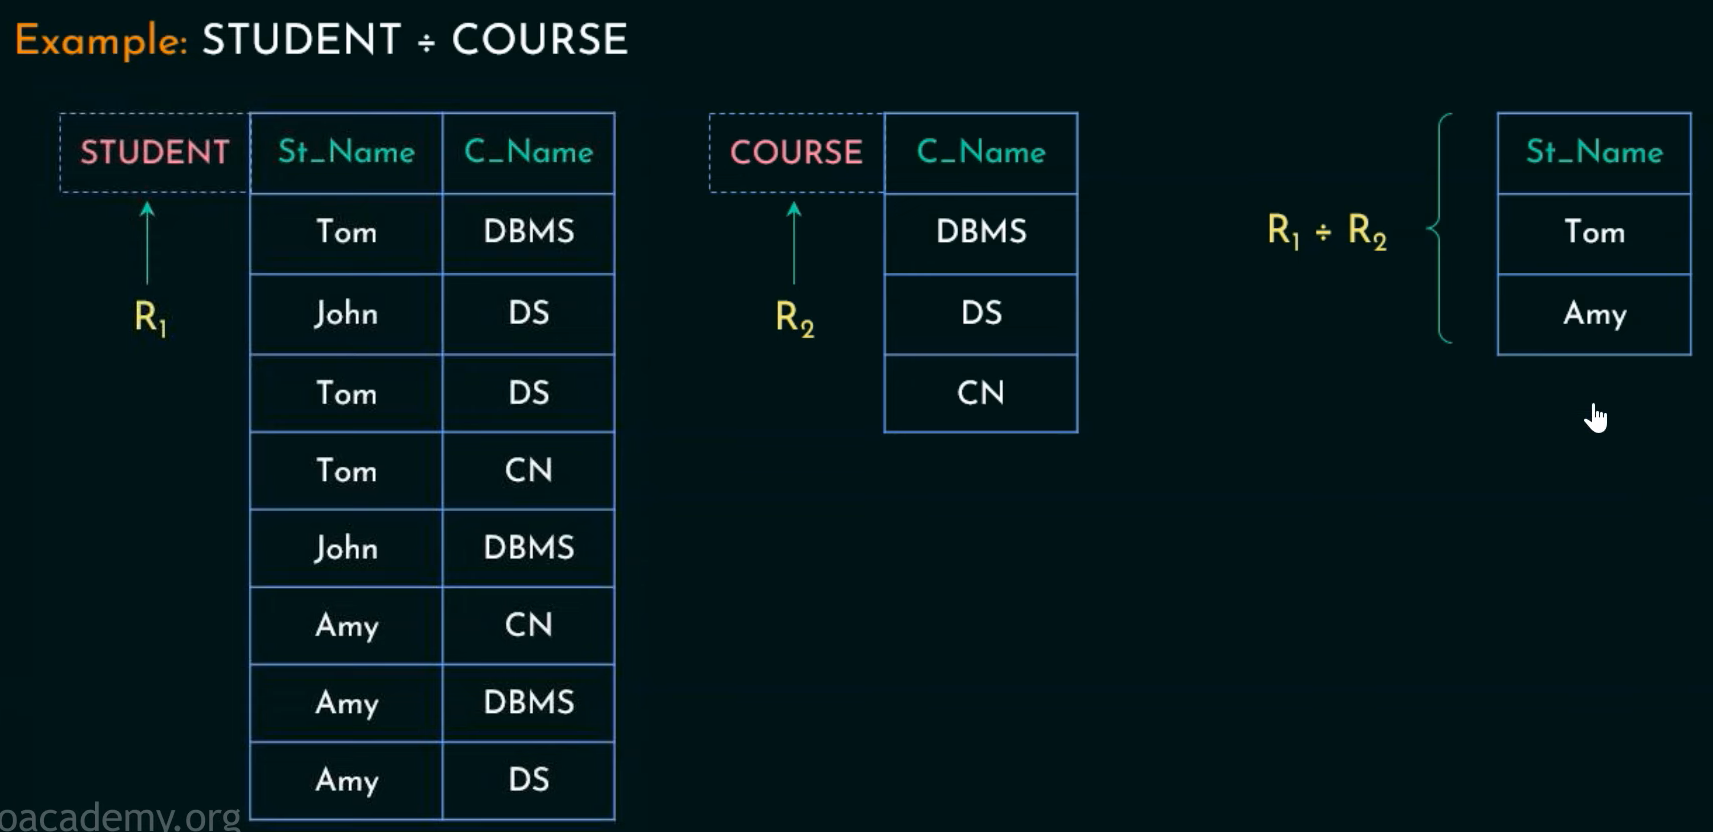 Example: STUDENT ÷ COURSE
STUDENT St_Name C_Name
Tom DBMS
John DS
Tom DS
Tom CN
John DBMS
Amy CN
Amy DBMS
Amy DS
R1
COURSE C_Name
DBMS
DS
CN
R2
R1 ÷ R2
St_Name
Tom
Amy
oacademy.org